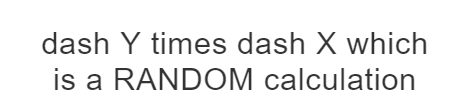 dash Y times dash X which
is a RANDOM calculation